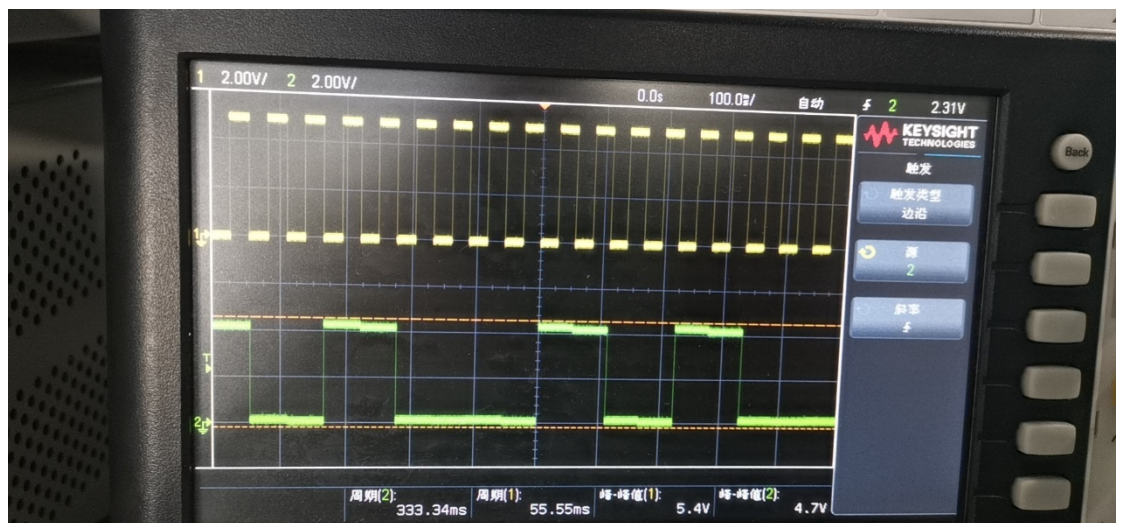 1 2.00V/ 2 2.00V/ 0.0s 100.0ms/ 自动 2 2.31V
KEYSIGHT
TECHNOLOGIES
Back
触发
触发类型
边沿
源
2
斜率
1
T
2
周期(2):
333.34ms
周期(1):
55.55ms
峰-峰值(1):
5.4V
峰-峰值(2):
4.7V